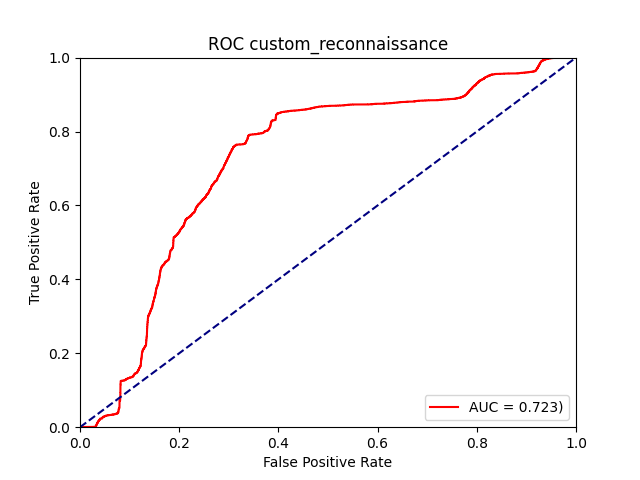 ROC custom_reconnaissance
True Positive Rate
1.0
0.8
0.6
0.4
0.2
0.0
0.0 0.2 0.4 0.6 0.8 1.0
False Positive Rate
AUC = 0.723)